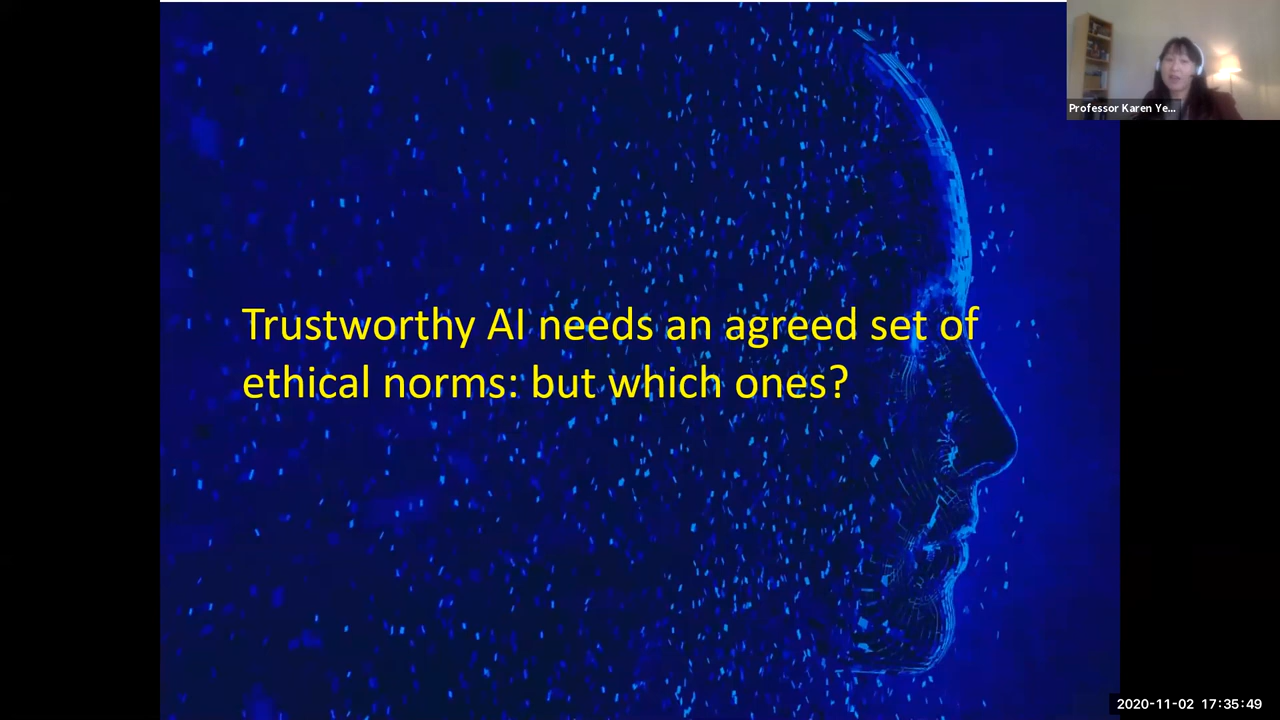 Professor Karen Ye...
Trustworthy AI needs an agreed set of
ethical norms: but which ones?
2020-11-02 17:35:49